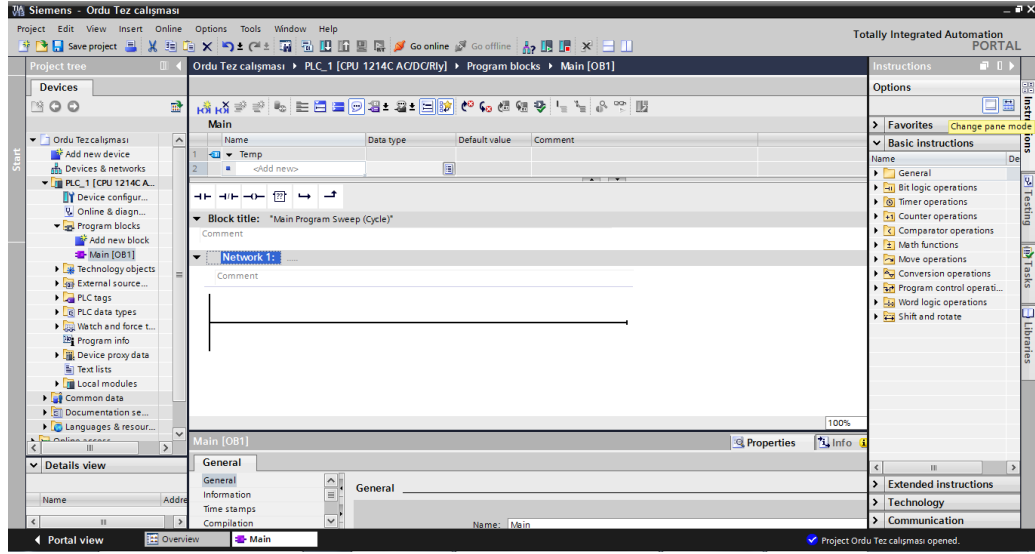 Siemens - Ordu Tez calışması
Project Edit View Insert Online Options Tools Window Help
Totally Integrated Automation
PORTAL
Save project
Go online
Go offline
Project tree
Ordu Tez calışması PLC_1 [CPU 1214C AC/DC/Rly] Program blocks Main [OB1]
Instructions
Devices
Options
Start
Main
Name Data type Default value Comment
1 Temp
2 <Add new>
Ordu Tez calışması
Add new device
Devices & networks
PLC_1 [CPU 1214C A...
Device configur...
Online & diagn...
Program blocks
Add new block
Main [OB1]
Technology objects
External source...
PLC tags
PLC data types
Watch and force t...
Program info
Device proxy data
Text lists
Local modules
Common data
Documentation se...
Languages & resour...
Online access
Block title: "Main Program Sweep (Cycle)"
Comment
Network 1: .....
Comment
100%
Favorites
Change pane mode
Basic instructions
Name De
General
Bit logic operations
Timer operations
Counter operations
Comparator operations
Math functions
Move operations
Conversion operations
Program control operati...
Word logic operations
Shift and rotate
Extended instructions
Technology
Communication
Testing
Tasks
Libraries
Details view
Name Addre
Main [OB1]
Properties
Info
General
General
Information
Time stamps
Compilation
General
Name: Main
Portal view
Overview
Main
Project Ordu Tez calışması opened.